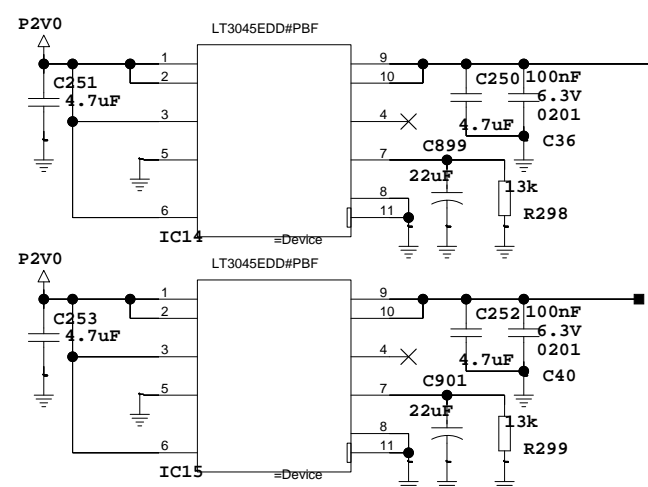 P2V0
LT3045EDD#PBF
1
2
3
5
6
9
10
4
7
8
11
C251
4.7uF
C250
4.7uF
100nF
6.3V
0201
C36
C899
22uF
13k
R298
IC14
=Device
P2V0
LT3045EDD#PBF
1
2
3
5
6
9
10
4
7
8
11
C253
4.7uF
C252
4.7uF
100nF
6.3V
0201
C40
C901
22uF
13k
R299
IC15
=Device